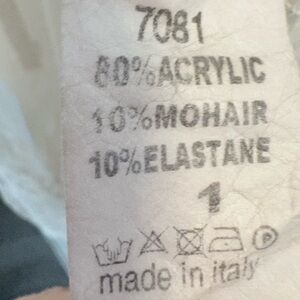 7081
80%ACRYLIC
10%MOHAIR
10%ELASTANE
1
P
made in italy